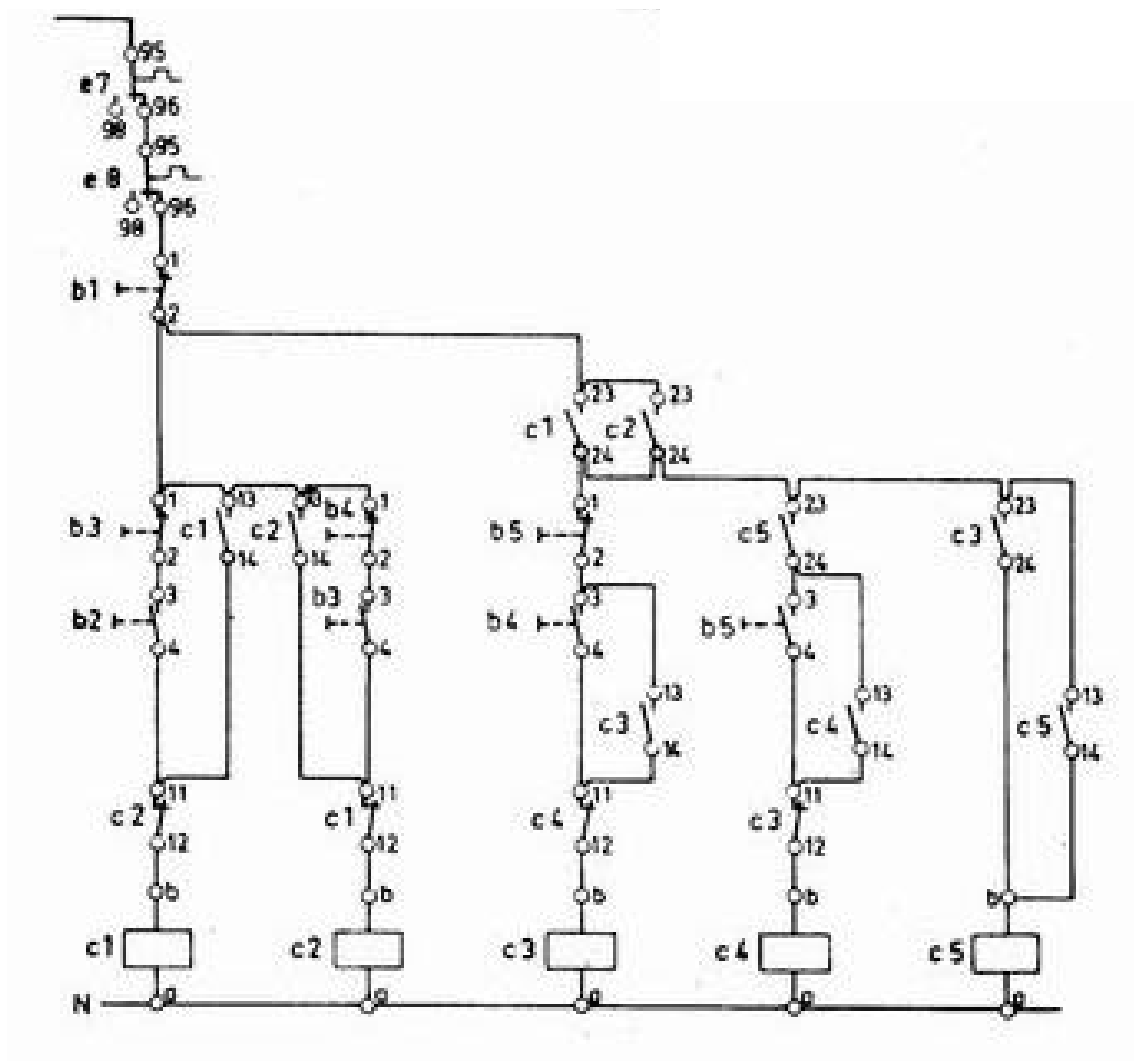 95
e7
96
98
95
e8
96
98
1
b1
2
23 23
c1 c2
24 24
1 13 1 1 23 23
b3 c1 c2 b4 b5 c5 c3
2 14 14 2 2 24 24
3 b3 3 3 3
b2 b4 b5
4 4 4 4
13 13 13
c3 c4 c5
14 14 14
11 11 11 11
c2 c1 c4 c3
12 12 12 12
b b b b b
c1 c2 c3 c4 c5
N a a a a a